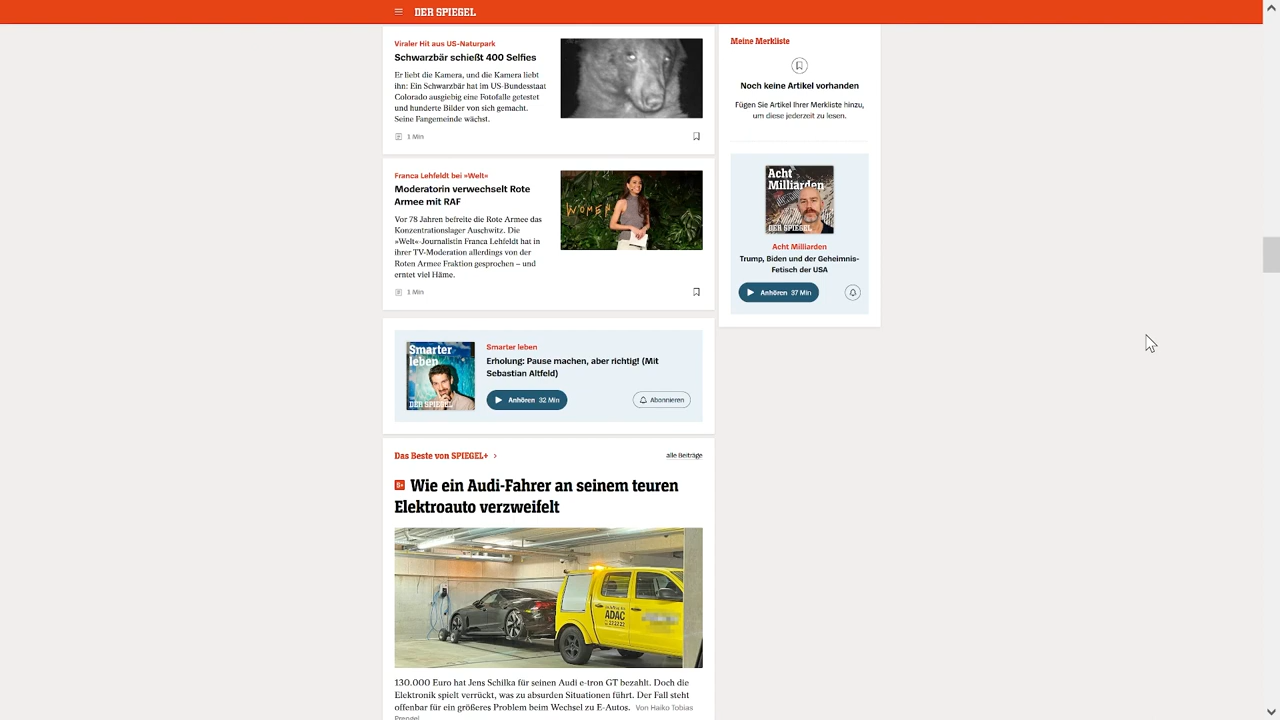 DER SPIEGEL
Viraler Hit aus US-Naturpark
Schwarzbär schießt 400 Selfies
Er liebt die Kamera, und die Kamera liebt
ihn: Ein Schwarzbär hat im US-Bundesstaat
Colorado ausgiebig eine Fotofalle getestet
und hunderte Bilder von sich gemacht.
Seine Fangemeinde wächst.
1 Min
Franca Lehfeldt bei »Welt«
Moderatorin verwechselt Rote
Armee mit RAF
Vor 78 Jahren befreite die Rote Armee das
Konzentrationslager Auschwitz. Die
»Welt«-Journalistin Franca Lehfeldt hat in
ihrer TV-Moderation allerdings von der
Roten Armee Fraktion gesprochen – und
erntet viel Häme.
WOMEN
1 Min
Smarter
leben
DER SPIEGEL
Smarter leben
Erholung: Pause machen, aber richtig! (Mit
Sebastian Altfeld)
Anhören 32 Min
Abonnieren
Das Beste von SPIEGEL+
alle Beiträge
S+ Wie ein Audi-Fahrer an seinem teuren
Elektroauto verzweifelt
ADAC
130.000 Euro hat Jens Schilka für seinen Audi e-tron GT bezahlt. Doch die
Elektronik spielt verrückt, was zu absurden Situationen führt. Der Fall steht
offenbar für ein größeres Problem beim Wechsel zu E-Autos. Von Haiko Tobias
Prengel
Meine Merkliste
Noch keine Artikel vorhanden
Fügen Sie Artikel Ihrer Merkliste hinzu,
um diese jederzeit zu lesen.
Acht
Milliarden
DER SPIEGEL
Acht Milliarden
Trump, Biden und der Geheimnis-
Fetisch der USA
Anhören 37 Min